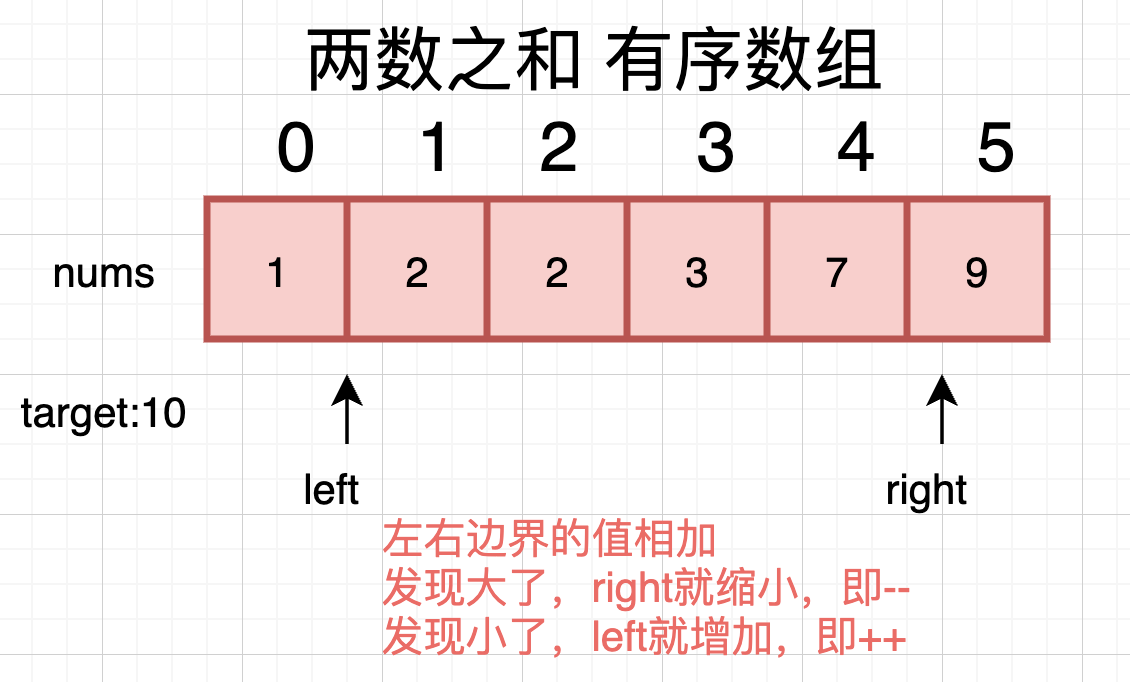 两数之和 有序数组
0 1 2 3 4 5
nums 1 2 2 3 7 9
target:10
left right
左右边界的值相加
发现大了，right就缩小，即--
发现小了，left就增加，即++